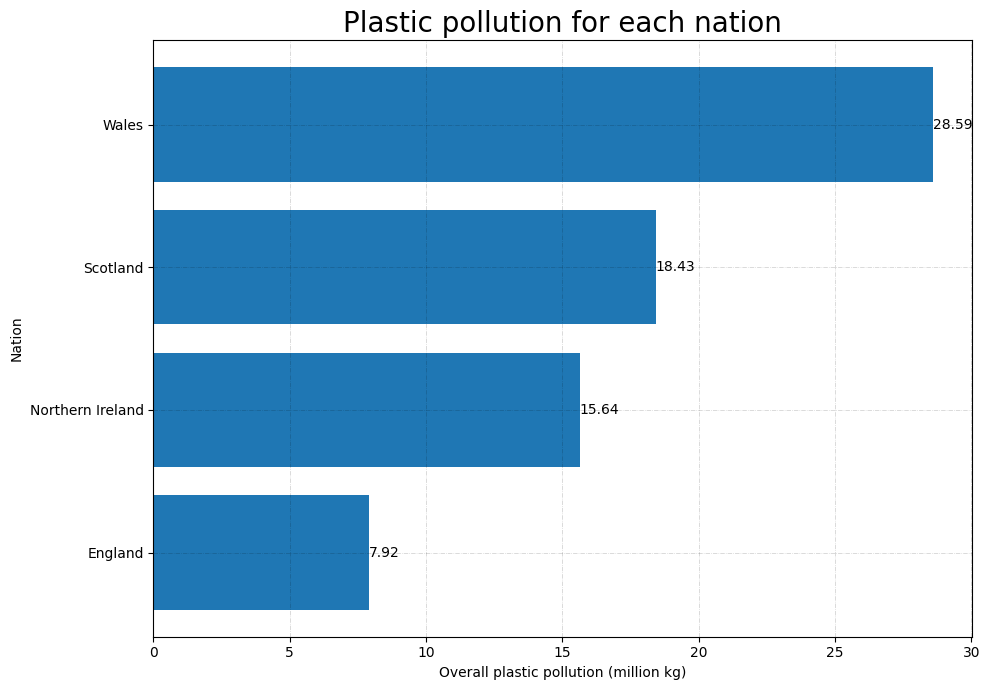 Plastic pollution for each nation
Nation
Wales
28.59
Scotland
18.43
Northern Ireland
15.64
England
7.92
0 5 10 15 20 25 30
Overall plastic pollution (million kg)